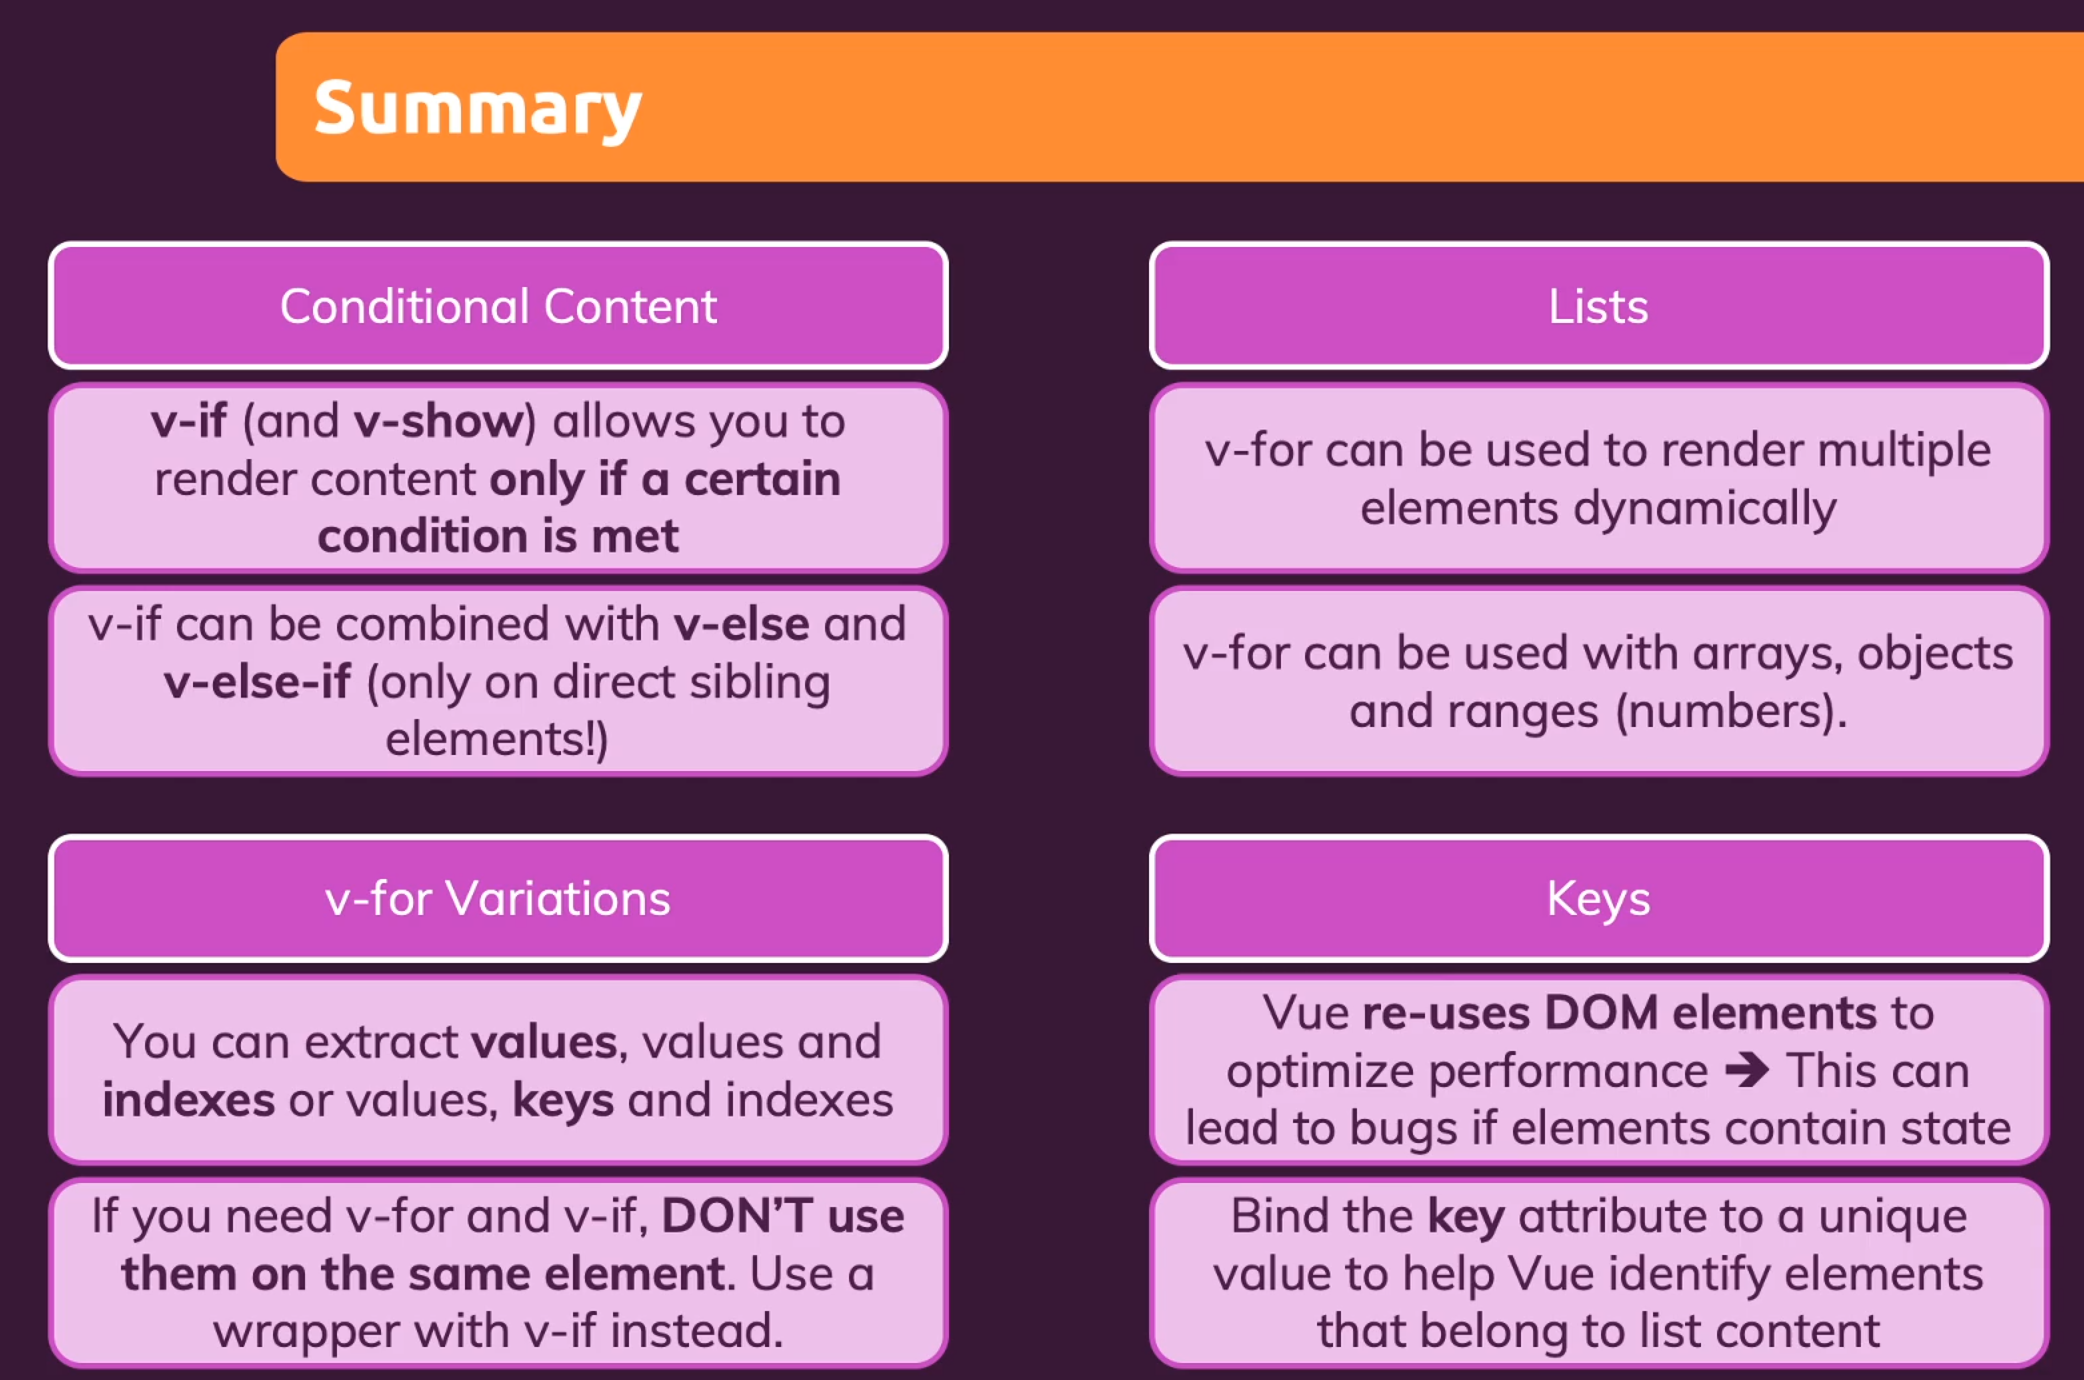 Summary
Conditional Content
v-if (and v-show) allows you to
render content only if a certain
condition is met
v-if can be combined with v-else and
v-else-if (only on direct sibling
elements!)
Lists
v-for can be used to render multiple
elements dynamically
v-for can be used with arrays, objects
and ranges (numbers).
v-for Variations
You can extract values, values and
indexes or values, keys and indexes
If you need v-for and v-if, DON’T use
them on the same element. Use a
wrapper with v-if instead.
Keys
Vue re-uses DOM elements to
optimize performance ➔ This can
lead to bugs if elements contain state
Bind the key attribute to a unique
value to help Vue identify elements
that belong to list content